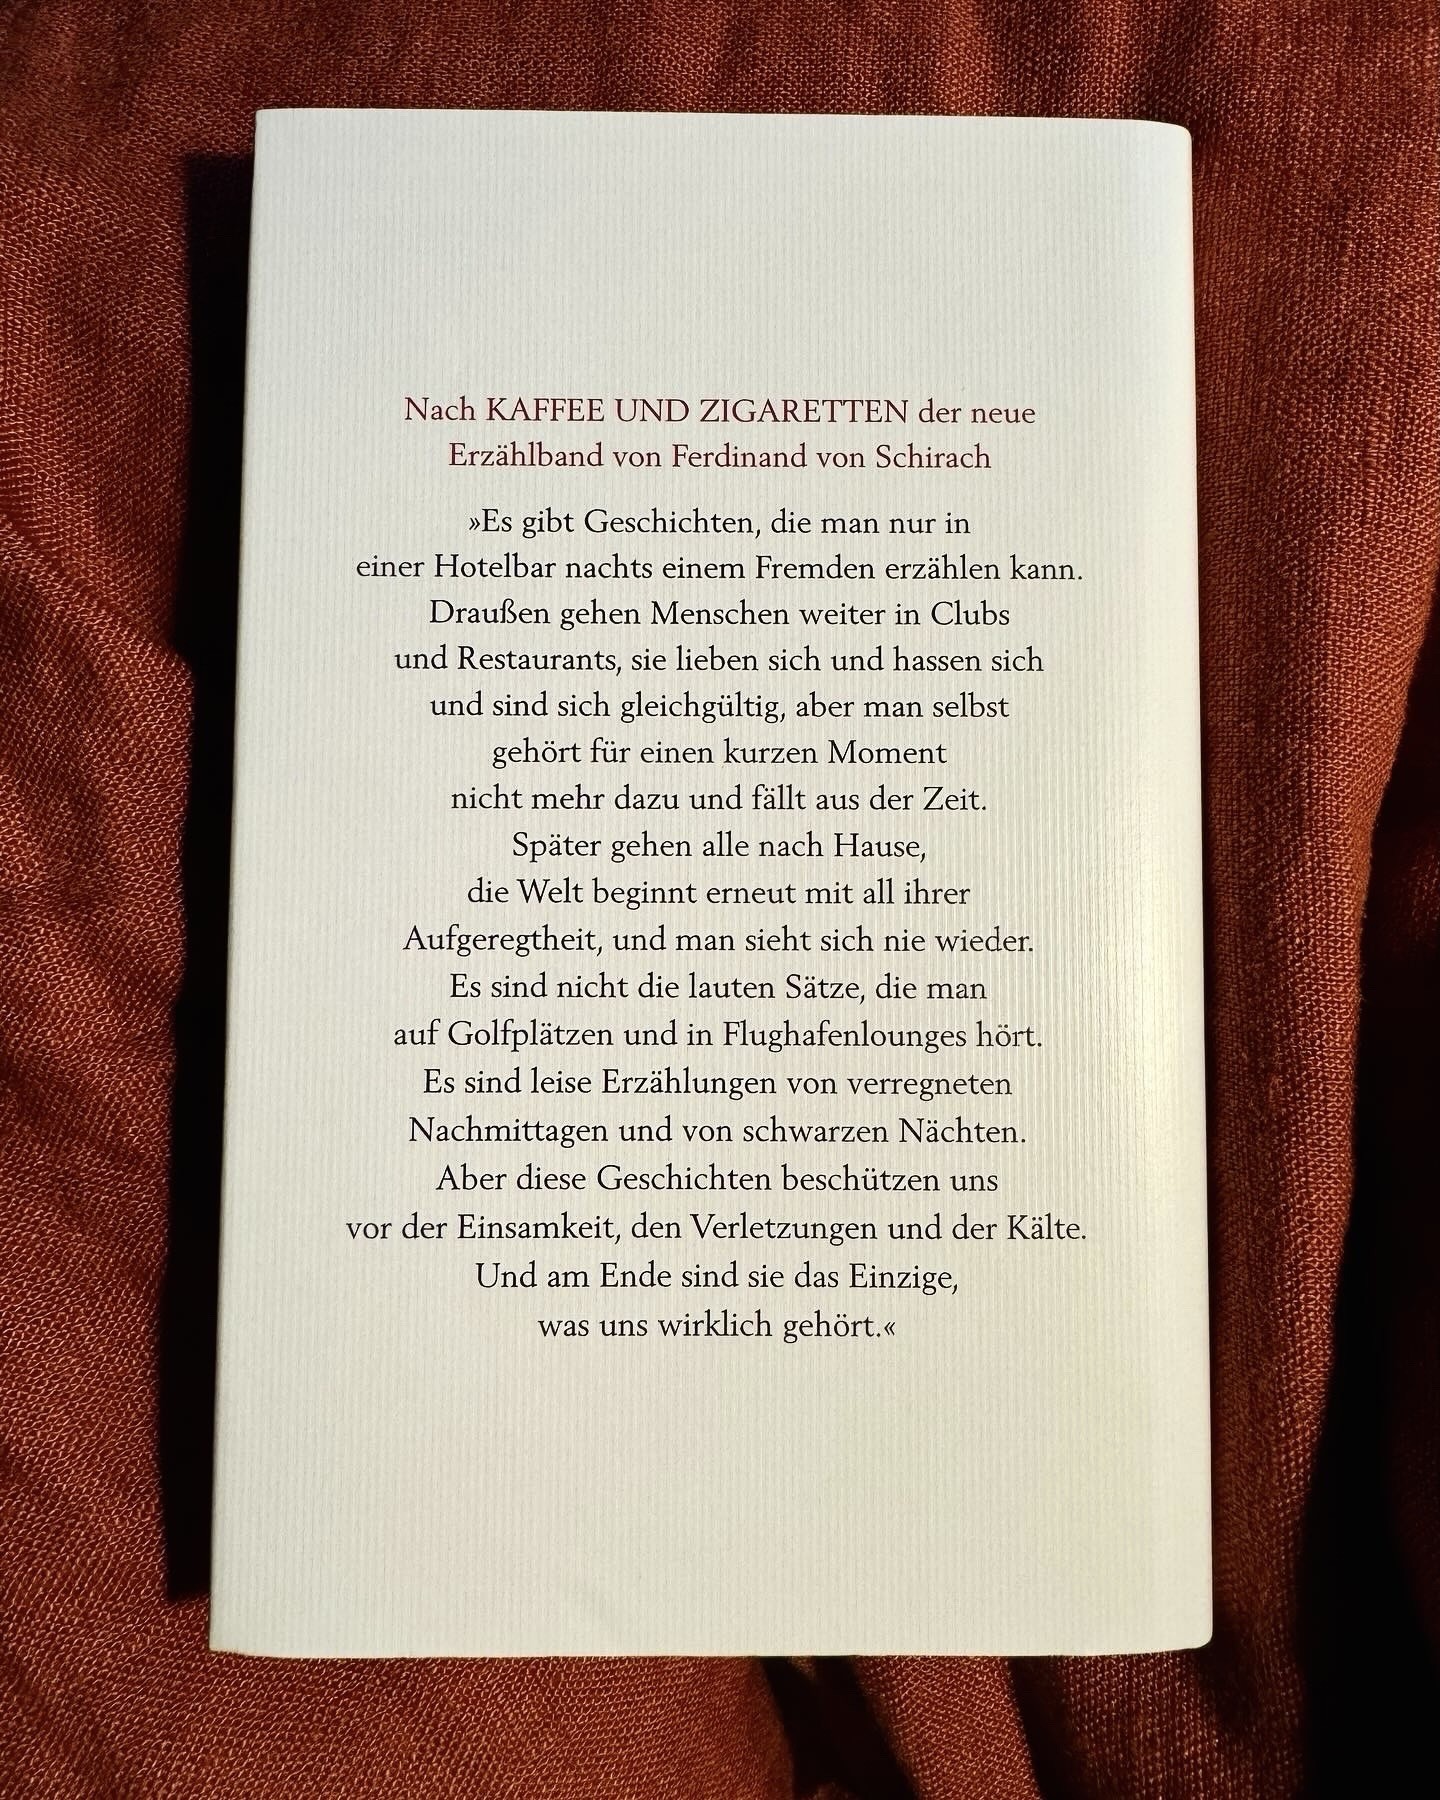 Nach KAFFEE UND ZIGARETTEN der neue
Erzählband von Ferdinand von Schirach
»Es gibt Geschichten, die man nur in
einer Hotelbar nachts einem Fremden erzählen kann.
Draußen gehen Menschen weiter in Clubs
und Restaurants, sie lieben sich und hassen sich
und sind sich gleichgültig, aber man selbst
gehört für einen kurzen Moment
nicht mehr dazu und fällt aus der Zeit.
Später gehen alle nach Hause,
die Welt beginnt erneut mit all ihrer
Aufgeregtheit, und man sieht sich nie wieder.
Es sind nicht die lauten Sätze, die man
auf Golfplätzen und in Flughafenlounges hört.
Es sind leise Erzählungen von verregneten
Nachmittagen und von schwarzen Nächten.
Aber diese Geschichten beschützen uns
vor der Einsamkeit, den Verletzungen und der Kälte.
Und am Ende sind sie das Einzige,
was uns wirklich gehört.«